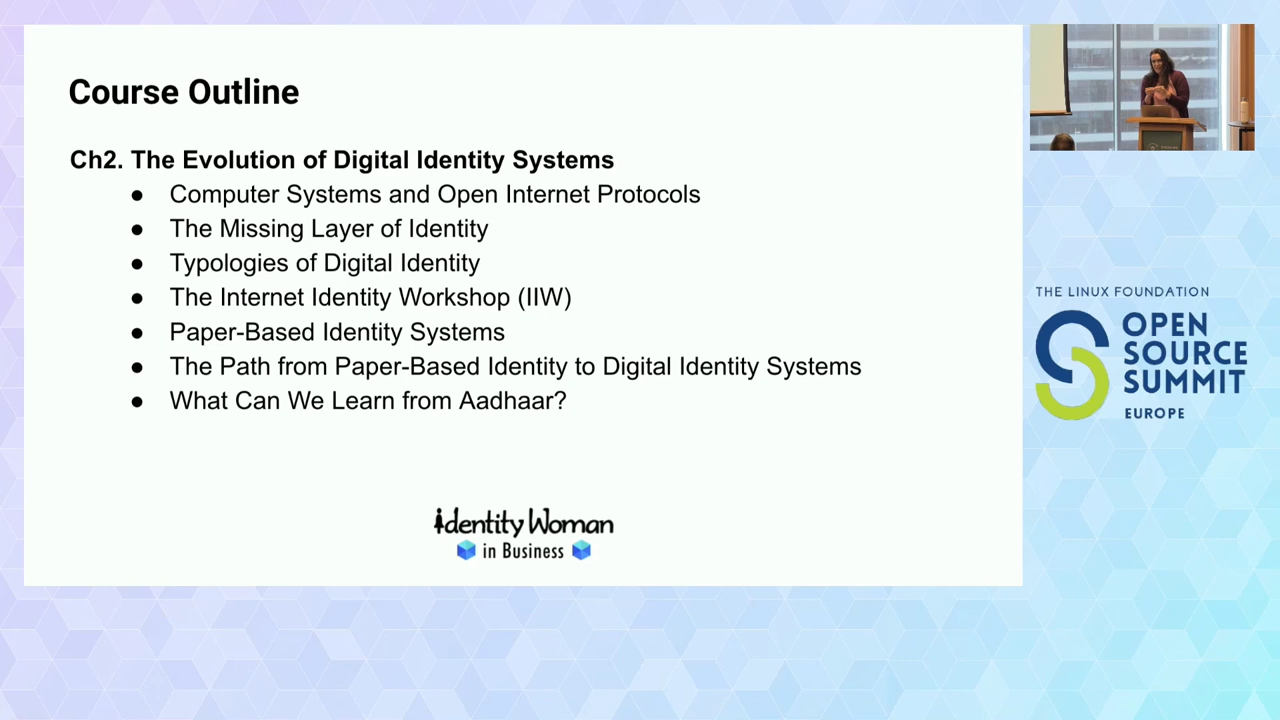 Course Outline
Ch2. The Evolution of Digital Identity Systems
● Computer Systems and Open Internet Protocols
● The Missing Layer of Identity
● Typologies of Digital Identity
● The Internet Identity Workshop (IIW)
● Paper-Based Identity Systems
● The Path from Paper-Based Identity to Digital Identity Systems
● What Can We Learn from Aadhaar?
identity Woman
in Business
THE LINUX FOUNDATION
OPEN
SOURCE
SUMMIT
EUROPE